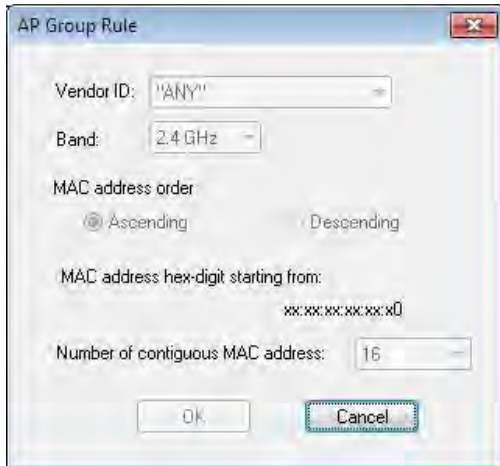 AP Group Rule
Vendor ID: "ANY"
Band: 2.4 GHz
MAC address order
Ascending Descending
MAC address hex-digit starting from:
xx:xx:xx:xx:xx:x0
Number of contiguous MAC address: 16
OK Cancel